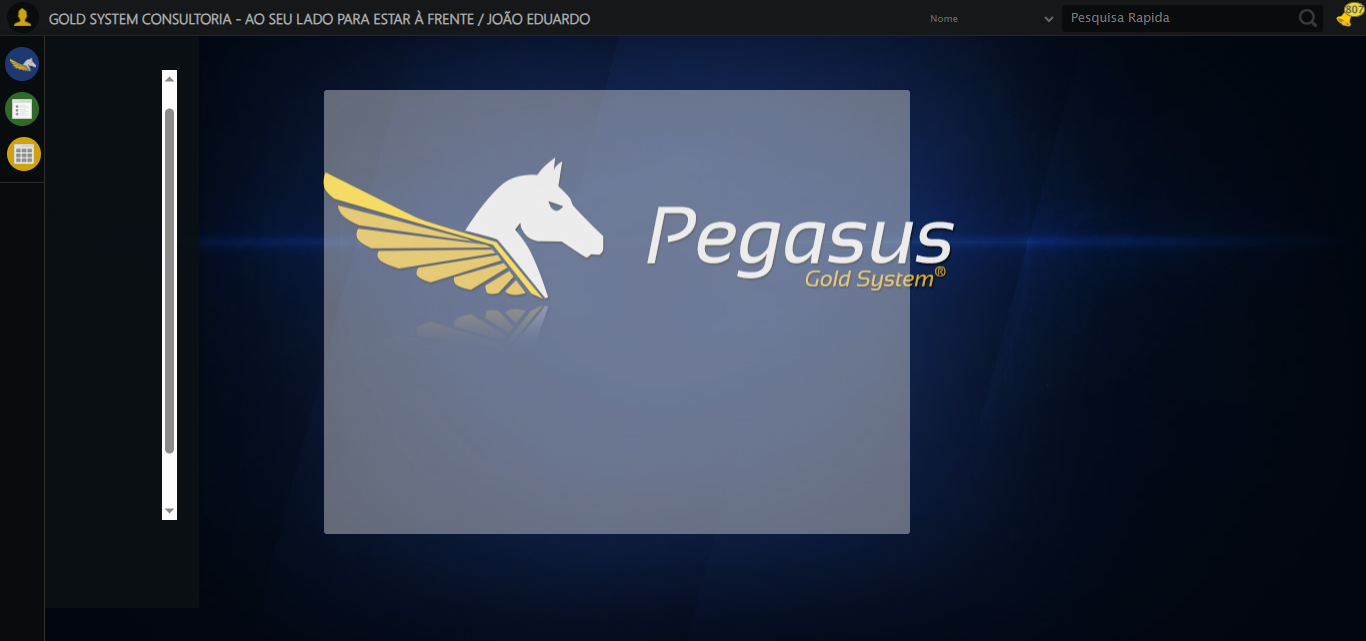 GOLD SYSTEM CONSULTORIA - AO SEU LADO PARA ESTAR À FRENTE / JOÃO EDUARDO
Nome
Pesquisa Rapida
807
Pegasus
Gold System®